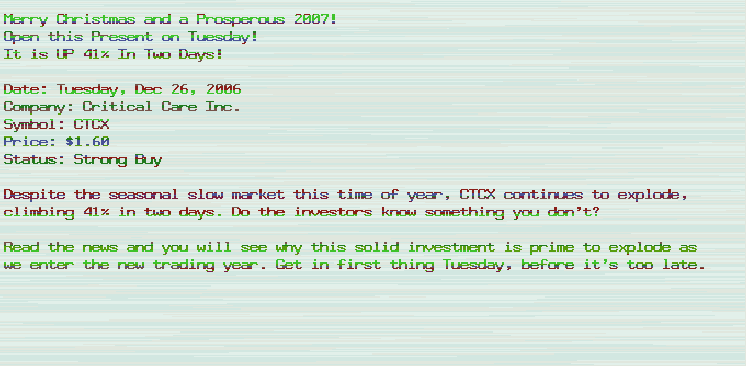 Merry Christmas and a Prosperous 2007!
Open this Present on Tuesday!
It is UP 41% In Two Days!
Date: Tuesday, Dec 26, 2006
Company: Critical Care Inc.
Symbol: CTCX
Price: $1.60
Status: Strong Buy
Despite the seasonal slow market this time of year, CTCX continues to explode,
climbing 41% in two days. Do the investors know something you don't?
Read the news and you will see why this solid investment is prime to explode as
we enter the new trading year. Get in first thing Tuesday, before it's too late.